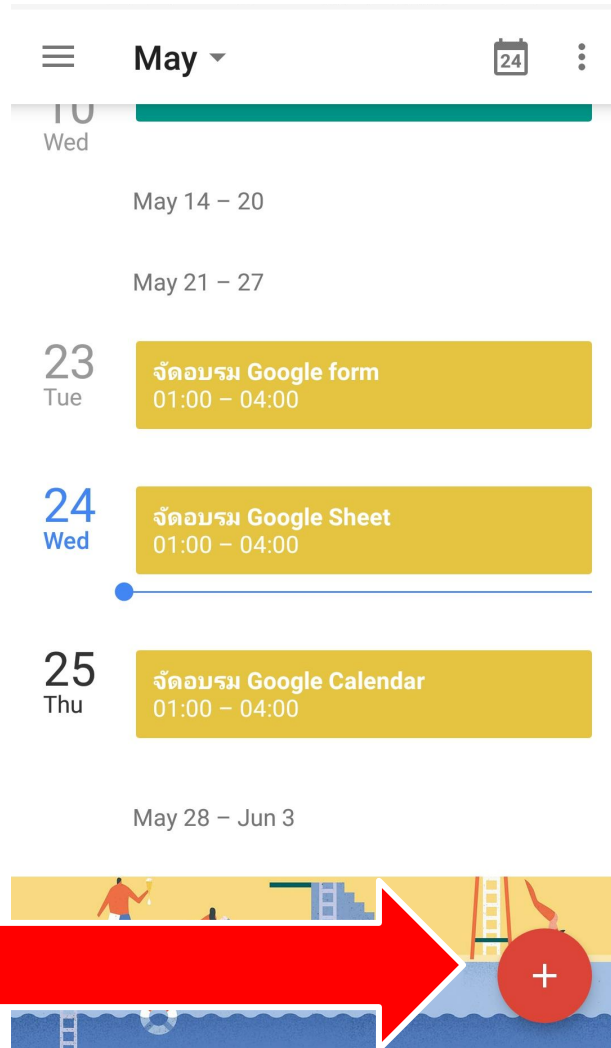 May
24
10
Wed
May 14 – 20
May 21 – 27
23
Tue
จัดอบรม Google form
01:00 – 04:00
24
Wed
จัดอบรม Google Sheet
01:00 – 04:00
25
Thu
จัดอบรม Google Calendar
01:00 – 04:00
May 28 – Jun 3